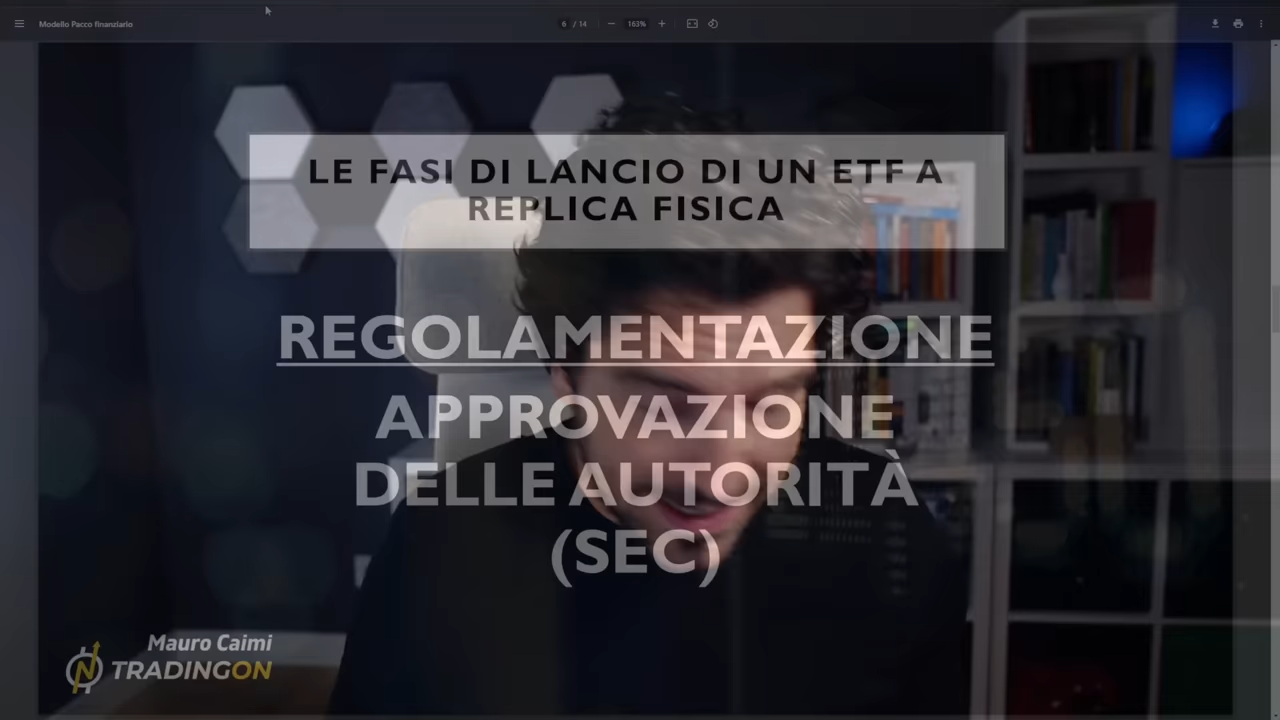 Modello Pacco finanziario
6 / 14
163%
LE FASI DI LANCIO DI UN ETF A
REPLICA FISICA
REGOLAMENTAZIONE
APPROVAZIONE
DELLE AUTORITÀ
(SEC)
Mauro Caimi
TRADINGON